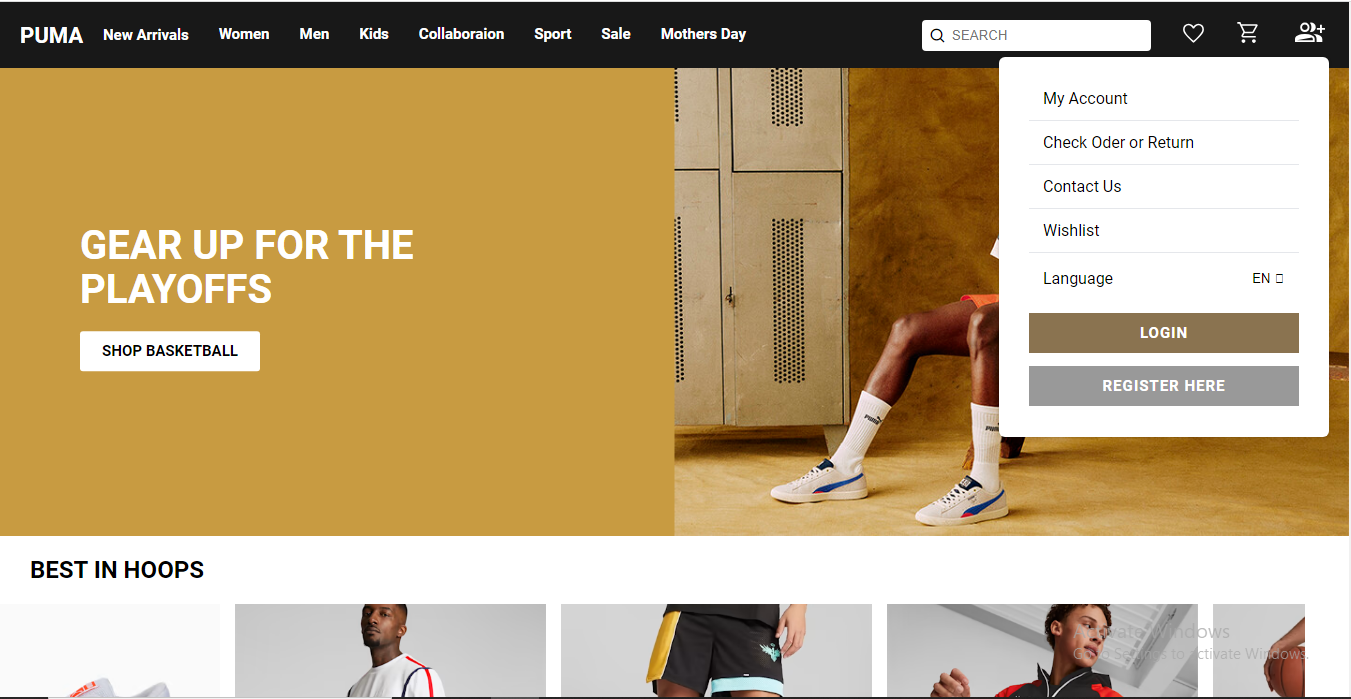 PUMA New Arrivals Women Men Kids Collaboraion Sport Sale Mothers Day SEARCH
My Account
Check Oder or Return
Contact Us
Wishlist
Language EN
LOGIN
REGISTER HERE
GEAR UP FOR THE
PLAYOFFS
SHOP BASKETBALL
PUMA
BEST IN HOOPS
Activate Windows
Go to Settings to activate Windows.